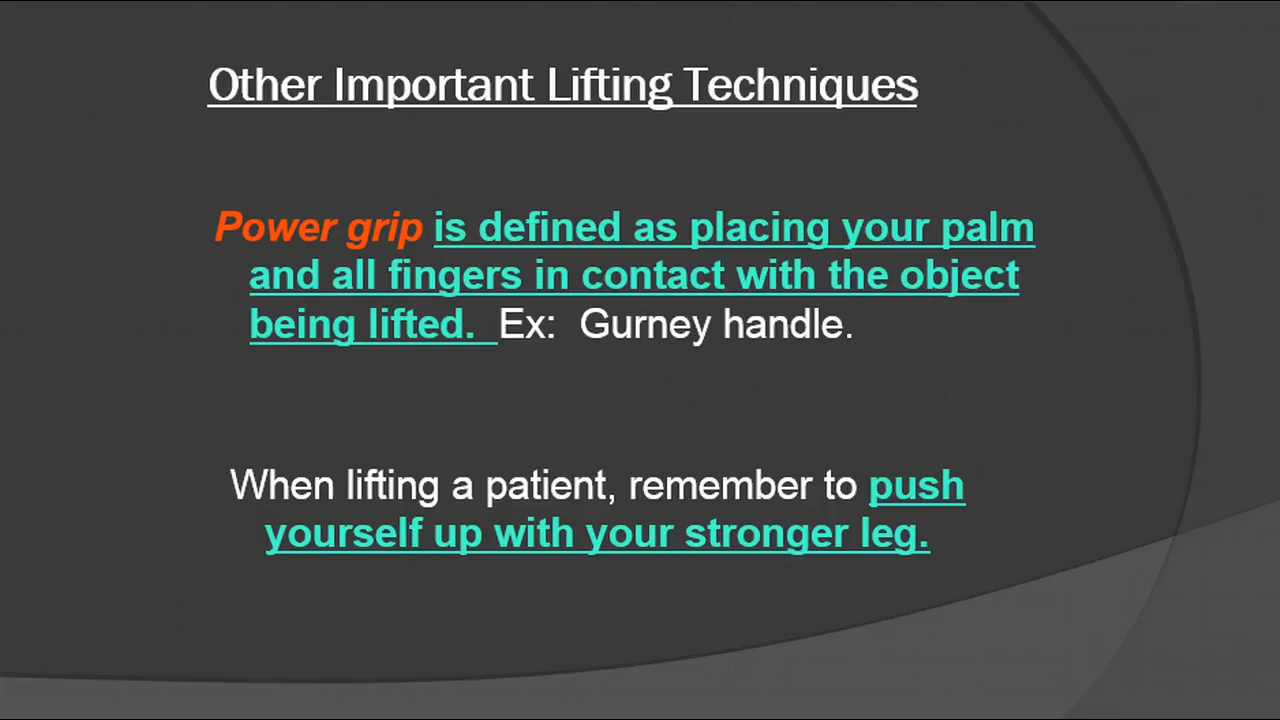 Other Important Lifting Techniques
Power grip is defined as placing your palm
and all fingers in contact with the object
being lifted. Ex: Gurney handle.
When lifting a patient, remember to push
yourself up with your stronger leg.